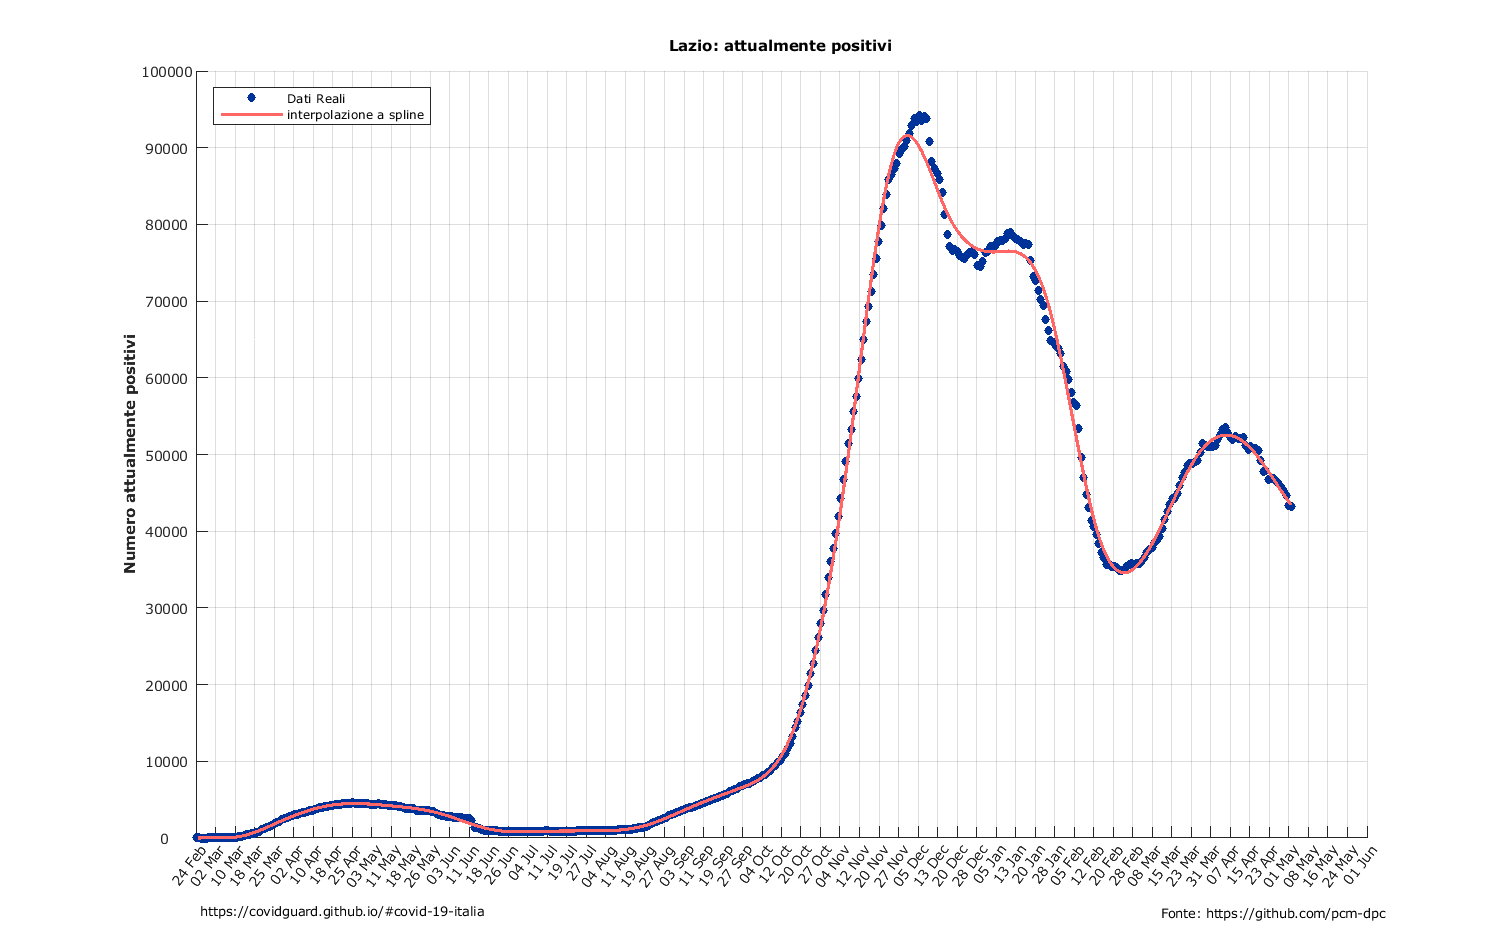 Lazio: attualmente positivi
Dati Reali
interpolazione a spline
Numero attualmente positivi
100000
90000
80000
70000
60000
50000
40000
30000
20000
10000
0
24 Feb
02 Mar
10 Mar
18 Mar
25 Mar
02 Apr
10 Apr
18 Apr
25 Apr
03 May
11 May
18 May
26 May
03 Jun
11 Jun
18 Jun
26 Jun
04 Jul
11 Jul
19 Jul
27 Jul
04 Aug
11 Aug
19 Aug
27 Aug
03 Sep
11 Sep
19 Sep
27 Sep
04 Oct
12 Oct
20 Oct
27 Oct
04 Nov
12 Nov
20 Nov
27 Nov
05 Dec
13 Dec
20 Dec
28 Dec
05 Jan
13 Jan
20 Jan
28 Jan
05 Feb
12 Feb
20 Feb
28 Feb
08 Mar
15 Mar
23 Mar
31 Mar
07 Apr
15 Apr
23 Apr
01 May
08 May
16 May
24 May
01 Jun
https://covidguard.github.io/#covid-19-italia
Fonte: https://github.com/pcm-dpc